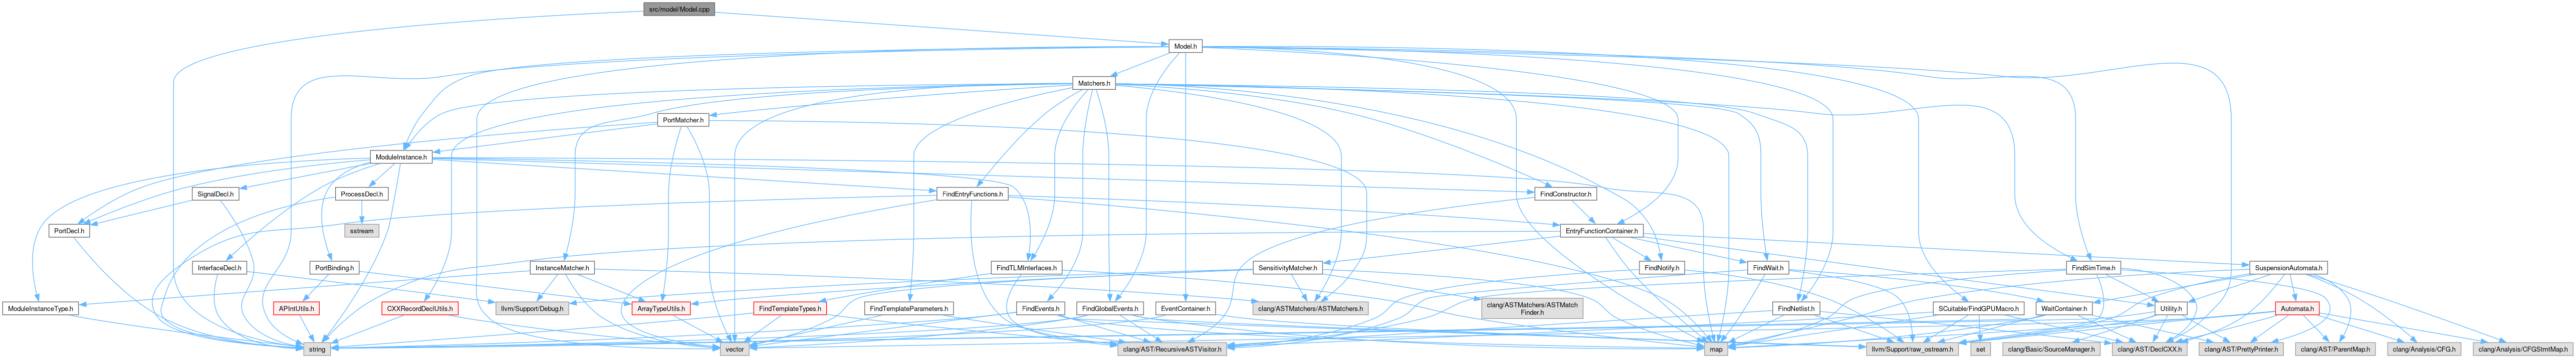 src/model/Model.cpp
Model.h
Matchers.h
PortMatcher.h
ModuleInstance.h
SignalDecl.h
ProcessDecl.h
FindEntryFunctions.h
FindConstructor.h
PortDecl.h
sstream
EntryFunctionContainer.h
InterfaceDecl.h
PortBinding.h
InstanceMatcher.h
FindTLMInterfaces.h
SensitivityMatcher.h
FindNotify.h
FindWait.h
FindSimTime.h
SuspensionAutomata.h
ModuleInstanceType.h
APIntUtils.h
CXXRecordDeclUtils.h
llvm/Support/Debug.h
ArrayTypeUtils.h
FindTemplateTypes.h
FindTemplateParameters.h
FindEvents.h
FindGlobalEvents.h
EventContainer.h
clang/ASTMatchers/ASTMatchers.h
clang/ASTMatchers/ASTMatch
Finder.h
FindNetlist.h
SCuitable/FindGPUMacro.h
WaitContainer.h
Utility.h
Automata.h
string
vector
clang/AST/RecursiveASTVisitor.h
map
llvm/Support/raw_ostream.h
set
clang/Basic/SourceManager.h
clang/AST/DeclCXX.h
clang/AST/PrettyPrinter.h
clang/AST/ParentMap.h
clang/Analysis/CFG.h
clang/Analysis/CFGStmtMap.h